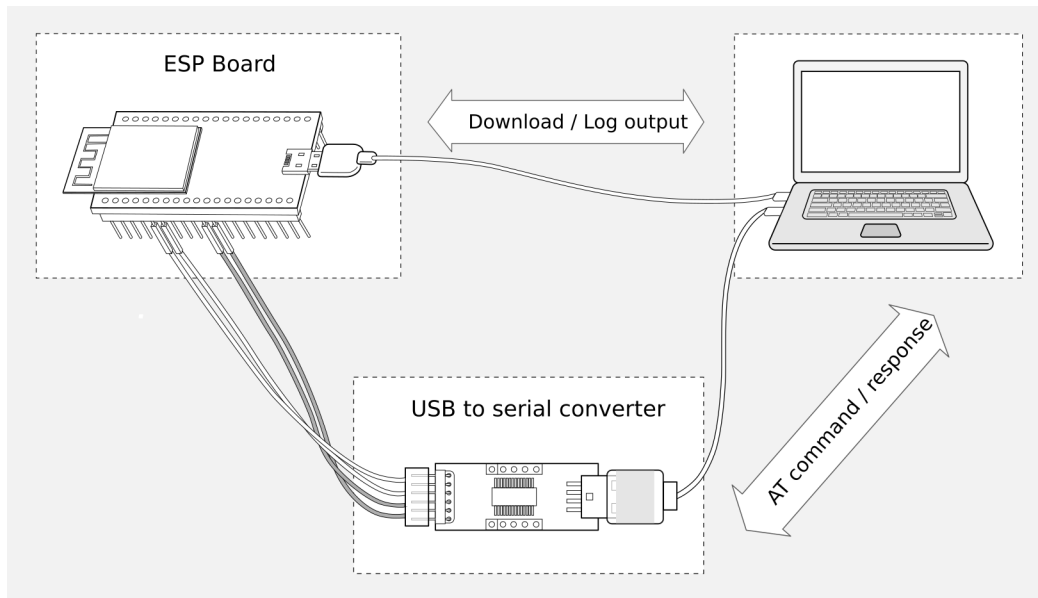 ESP Board
Download / Log output
USB to serial converter
AT command / response